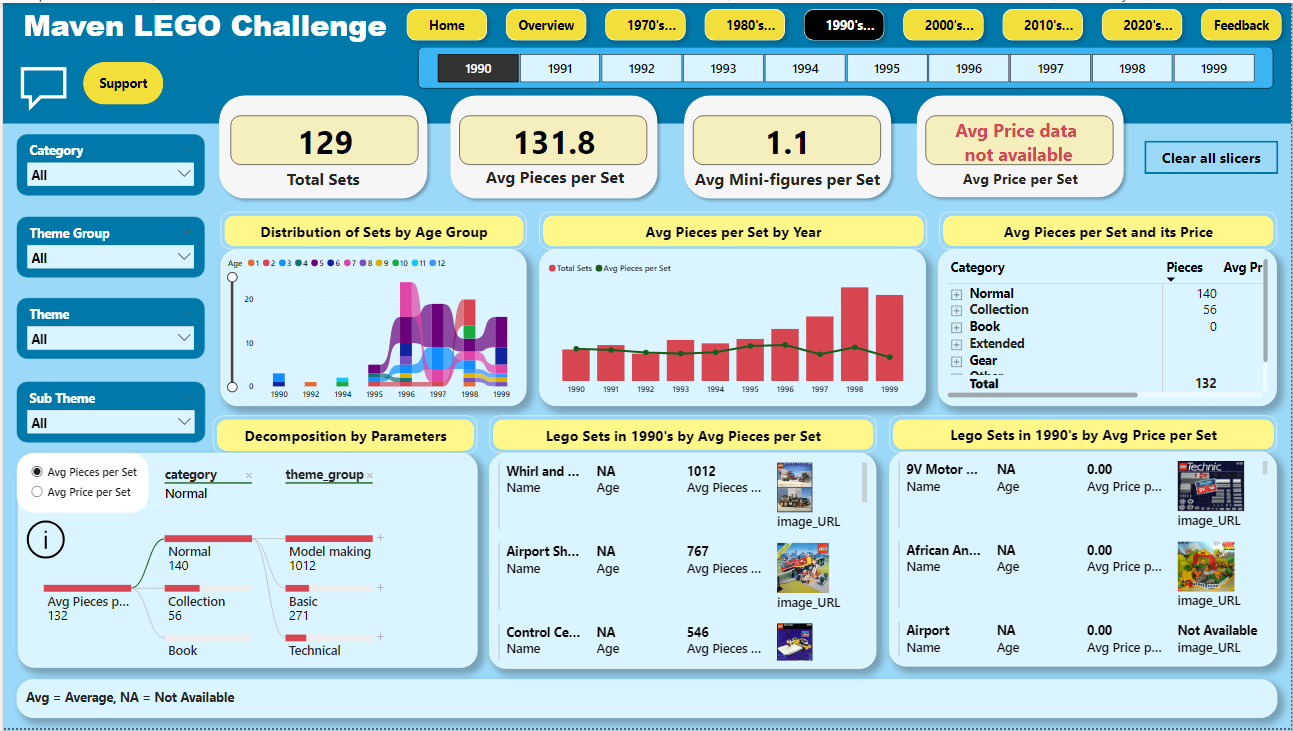 Maven LEGO Challenge
Home
Overview
1970's...
1980's...
1990's...
2000's...
2010's...
2020's...
Feedback
1990
1991
1992
1993
1994
1995
1996
1997
1998
1999
Support
129
Total Sets
131.8
Avg Pieces per Set
1.1
Avg Mini-figures per Set
Avg Price data
not available
Avg Price per Set
Clear all slicers
Category
All
Theme Group
All
Theme
All
Sub Theme
All
Distribution of Sets by Age Group
Age 1 2 3 4 5 6 7 8 9 10 11 12
20
10
0
1990 1992 1994 1995 1996 1997 1998 1999
Avg Pieces per Set by Year
Total Sets Avg Pieces per Set
1990 1991 1992 1993 1994 1995 1996 1997 1998 1999
Avg Pieces per Set and its Price
Category Pieces Avg Pr
Normal 140
Collection 56
Book 0
Extended
Gear
Total 132
Decomposition by Parameters
Avg Pieces per Set
Avg Price per Set
category ×
Normal
theme_group ×
i
Avg Pieces p...
132
Normal
140
Collection
56
Book
Model making
1012
Basic
271
Technical
Lego Sets in 1990's by Avg Pieces per Set
Whirl and ... NA 1012
Name Age Avg Pieces ...
image_URL
Airport Sh... NA 767
Name Age Avg Pieces ...
image_URL
Control Ce... NA 546
Name Age Avg Pieces ...
Lego Sets in 1990's by Avg Price per Set
9V Motor ... NA 0.00
Name Age Avg Price p...
Technic
9V
image_URL
African An... NA 0.00
Name Age Avg Price p...
image_URL
Airport NA 0.00 Not Available
Name Age Avg Price p... image_URL
Avg = Average, NA = Not Available